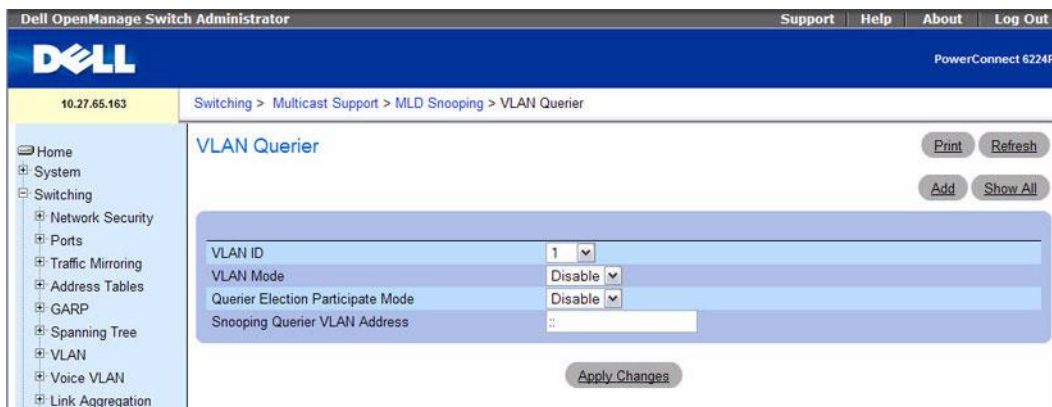 Dell OpenManage Switch Administrator Support Help About Log Out
DELL
PowerConnect 6224P
10.27.65.163
Switching > Multicast Support > MLD Snooping > VLAN Querier
Home
System
Switching
Network Security
Ports
Traffic Mirroring
Address Tables
GARP
Spanning Tree
VLAN
Voice VLAN
Link Aggregation
VLAN Querier
Print Refresh
Add Show All
VLAN ID 1
VLAN Mode Disable
Querier Election Participate Mode Disable
Snooping Querier VLAN Address ::
Apply Changes